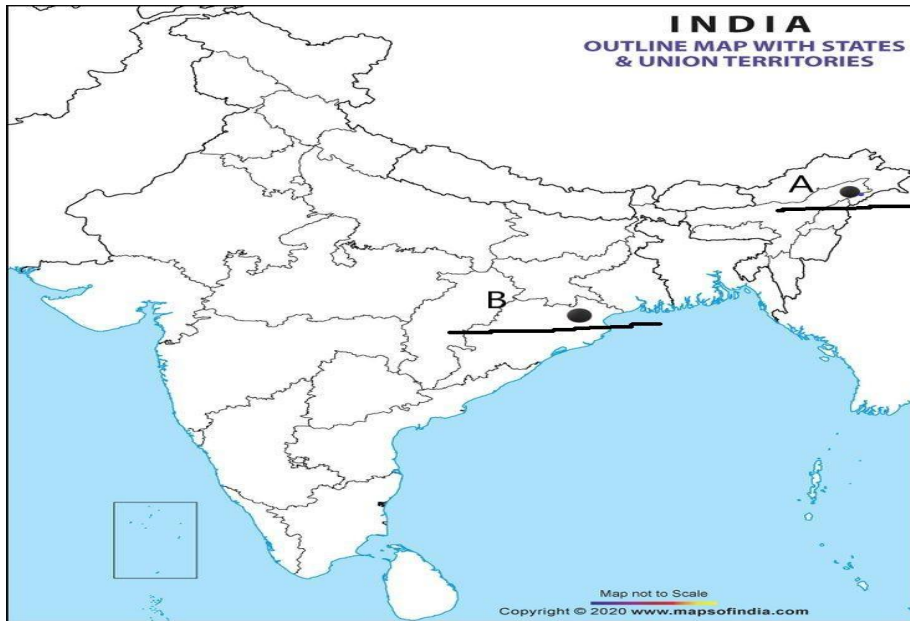 INDIA
OUTLINE MAP WITH STATES
& UNION TERRITORIES
A
B
Map not to Scale
Copyright © 2020 www.mapsofindia.com